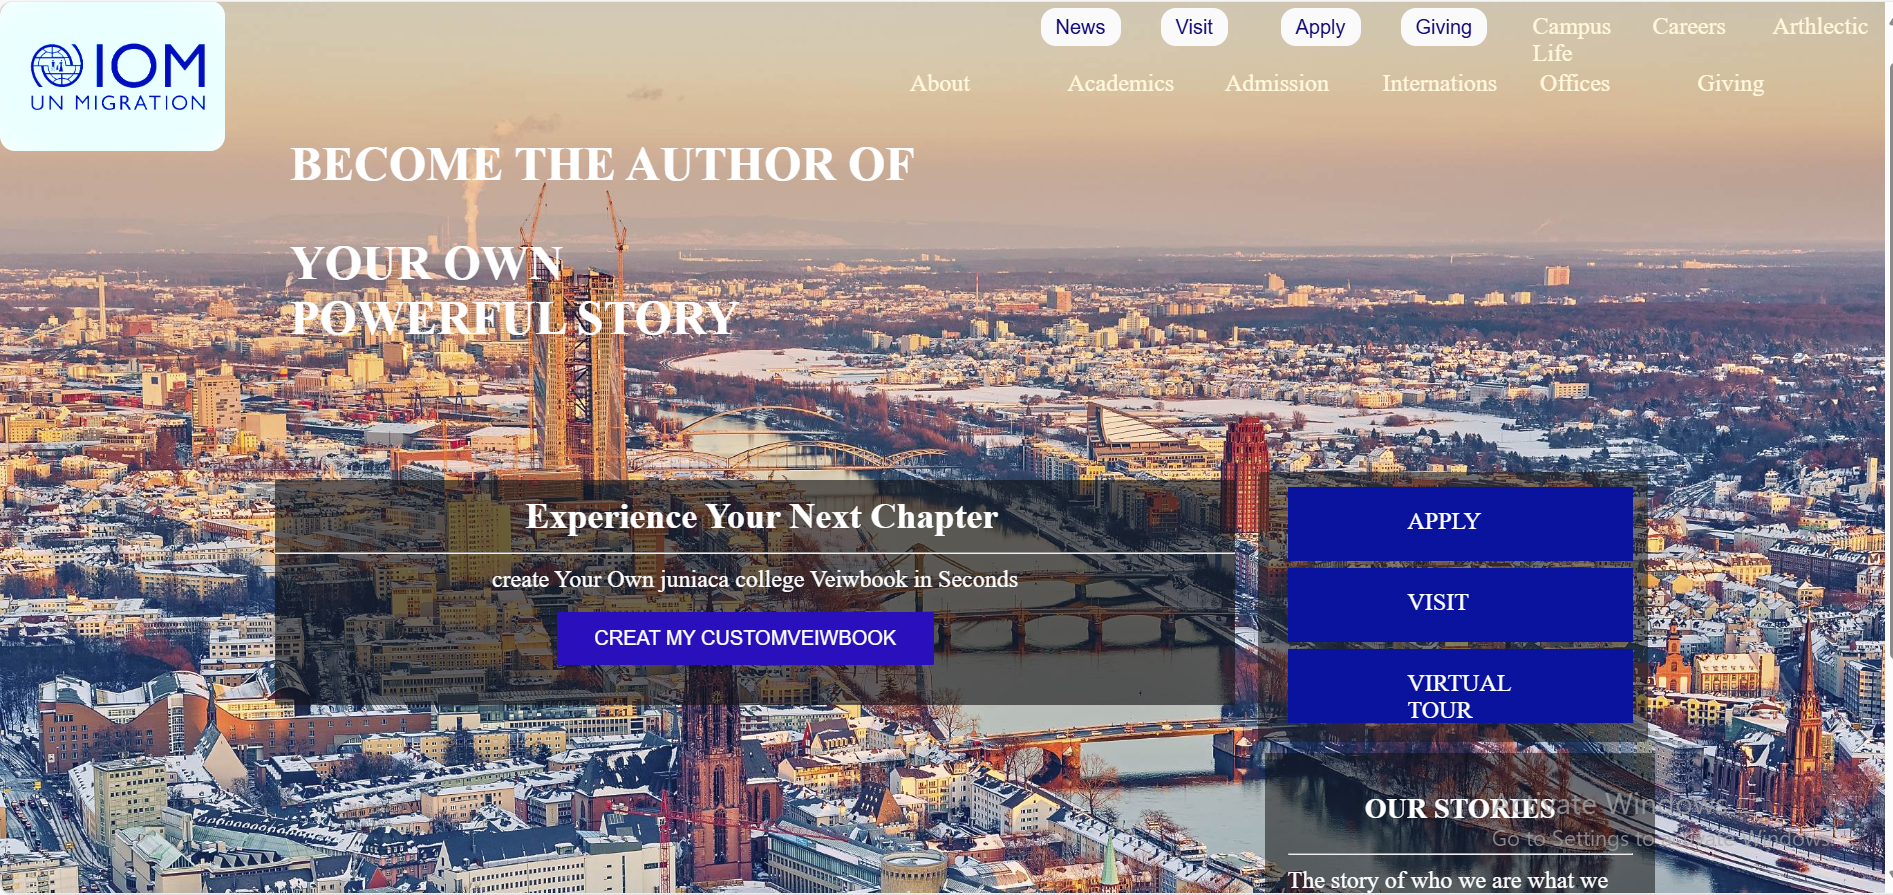 IOM
UN MIGRATION
News Visit Apply Giving Campus Life Careers Arthlectic
About Academics Admission Internations Offices Giving
BECOME THE AUTHOR OF
YOUR OWN
POWERFUL STORY
Experience Your Next Chapter
create Your Own juniaca college Veiwbook in Seconds
CREAT MY CUSTOMVEIWBOOK
APPLY
VISIT
VIRTUAL
TOUR
OUR STORIES
Activate Windows
Go to Settings to activate Windows.
The story of who we are what we